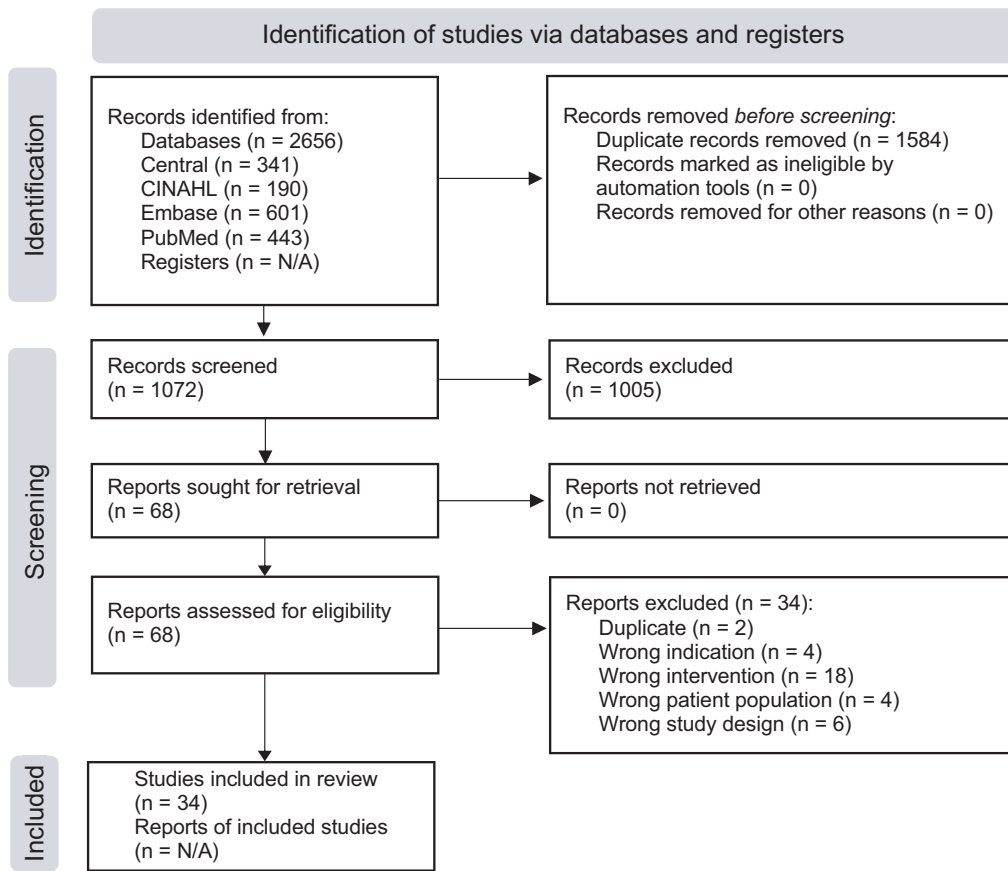 Identification of studies via databases and registers
Identification
Records identified from:
Databases (n = 2656)
Central (n = 341)
CINAHL (n = 190)
Embase (n = 601)
PubMed (n = 443)
Registers (n = N/A)
Records removed before screening:
Duplicate records removed (n = 1584)
Records marked as ineligible by
automation tools (n = 0)
Records removed for other reasons (n = 0)
Screening
Records screened
(n = 1072)
Records excluded
(n = 1005)
Reports sought for retrieval
(n = 68)
Reports not retrieved
(n = 0)
Reports assessed for eligibility
(n = 68)
Reports excluded (n = 34):
Duplicate (n = 2)
Wrong indication (n = 4)
Wrong intervention (n = 18)
Wrong patient population (n = 4)
Wrong study design (n = 6)
Included
Studies included in review
(n = 34)
Reports of included studies
(n = N/A)